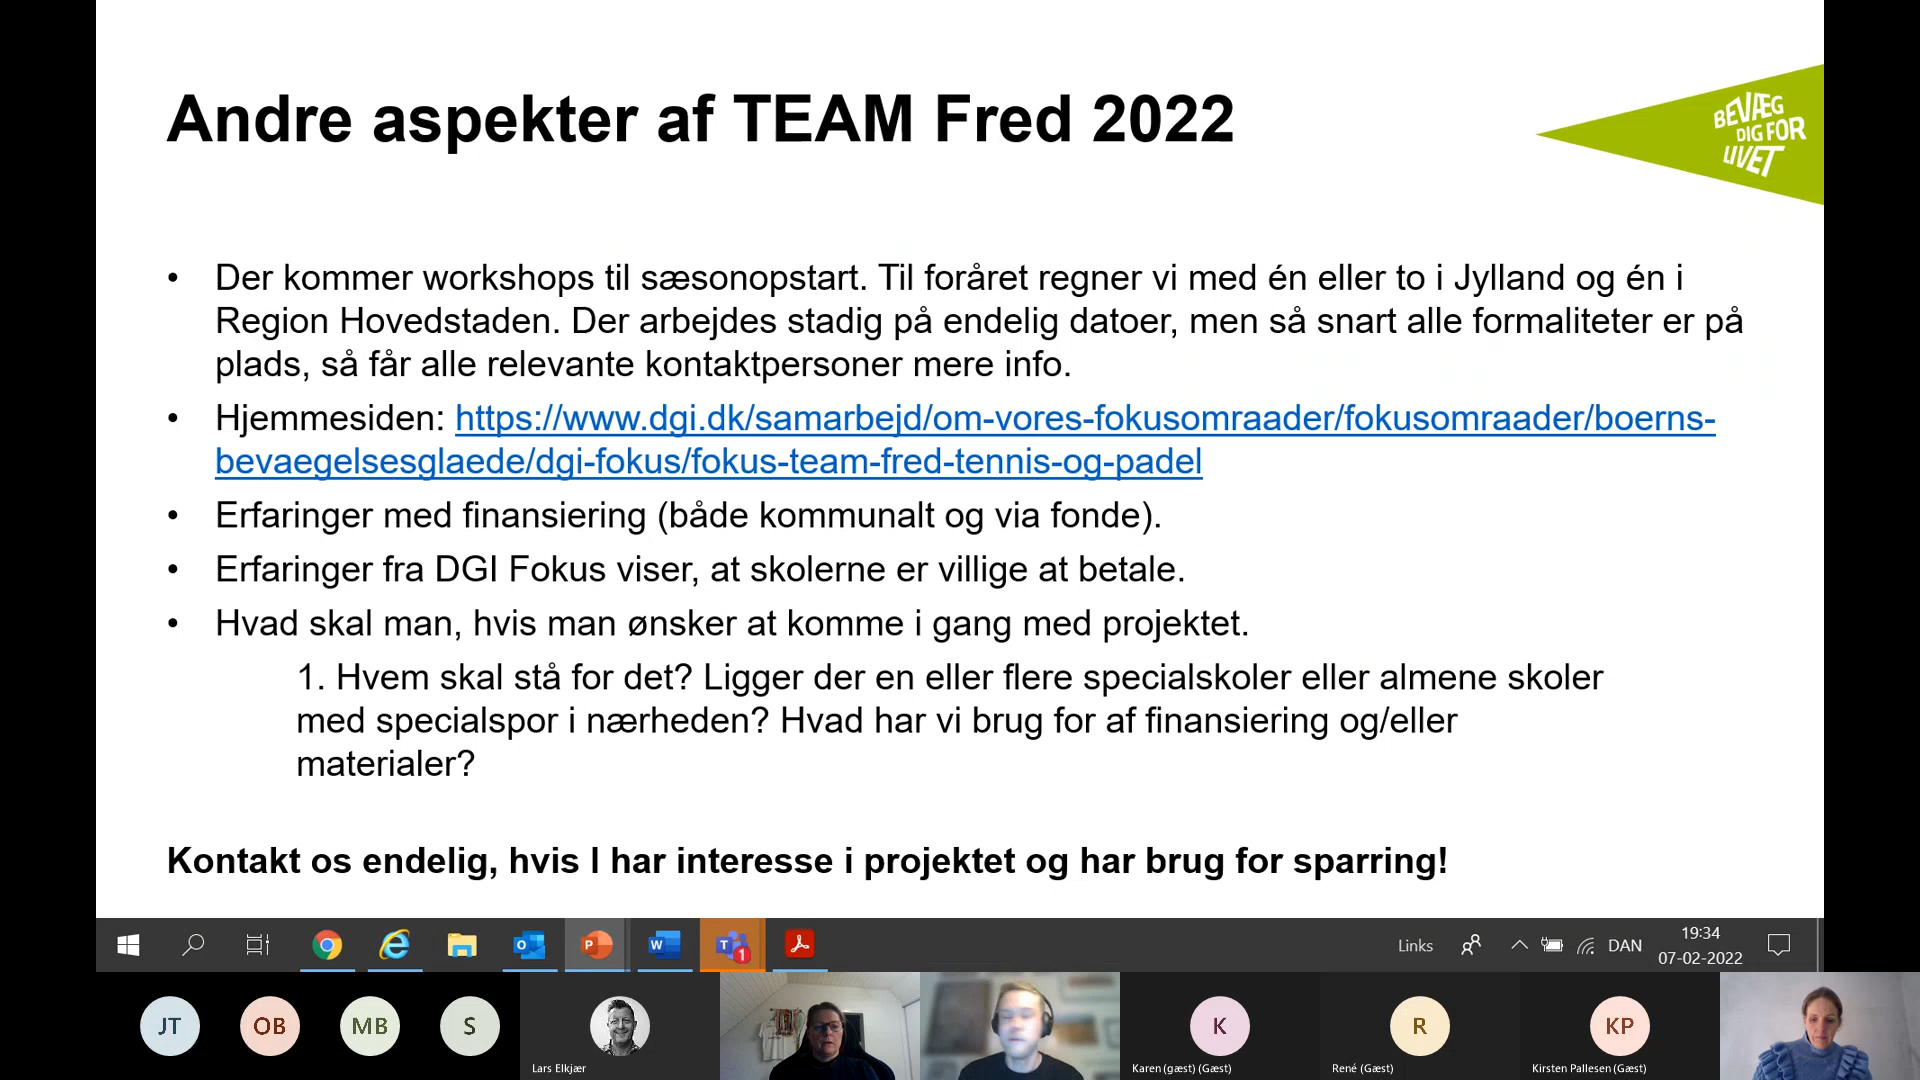 Andre aspekter af TEAM Fred 2022
BEVÆG
DIG FOR
LIVET
• Der kommer workshops til sæsonopstart. Til foråret regner vi med én eller to i Jylland og én i
Region Hovedstaden. Der arbejdes stadig på endelig datoer, men så snart alle formaliteter er på
plads, så får alle relevante kontaktpersoner mere info.
• Hjemmesiden: https://www.dgi.dk/samarbejd/om-vores-fokusomraader/fokusomraader/boerns-
bevaegelsesglaede/dgi-fokus/fokus-team-fred-tennis-og-padel
• Erfaringer med finansiering (både kommunalt og via fonde).
• Erfaringer fra DGI Fokus viser, at skolerne er villige at betale.
• Hvad skal man, hvis man ønsker at komme i gang med projektet.
1. Hvem skal stå for det? Ligger der en eller flere specialskoler eller almene skoler
med specialspor i nærheden? Hvad har vi brug for af finansiering og/eller
materialer?
Kontakt os endelig, hvis I har interesse i projektet og har brug for sparring!
Links
DAN
19:34
07-02-2022
JT
OB
MB
S
Lars Elkjær
K
Karen (gæst) (Gæst)
R
René (Gæst)
KP
Kirsten Pallesen (Gæst)